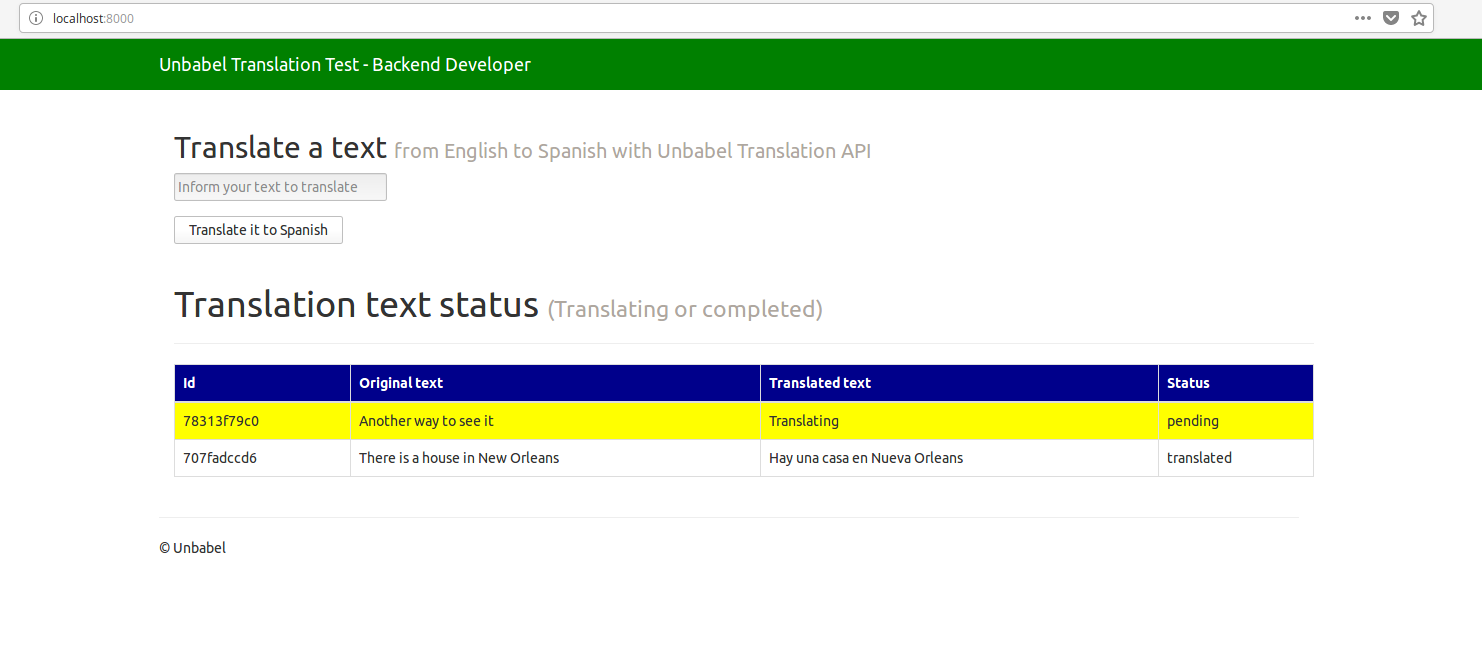 localhost:8000
Unbabel Translation Test - Backend Developer
Translate a text from English to Spanish with Unbabel Translation API
Inform your text to translate
Translate it to Spanish
Translation text status (Translating or completed)
Id Original text Translated text Status
78313f79c0 Another way to see it Translating pending
707fadccd6 There is a house in New Orleans Hay una casa en Nueva Orleans translated
© Unbabel